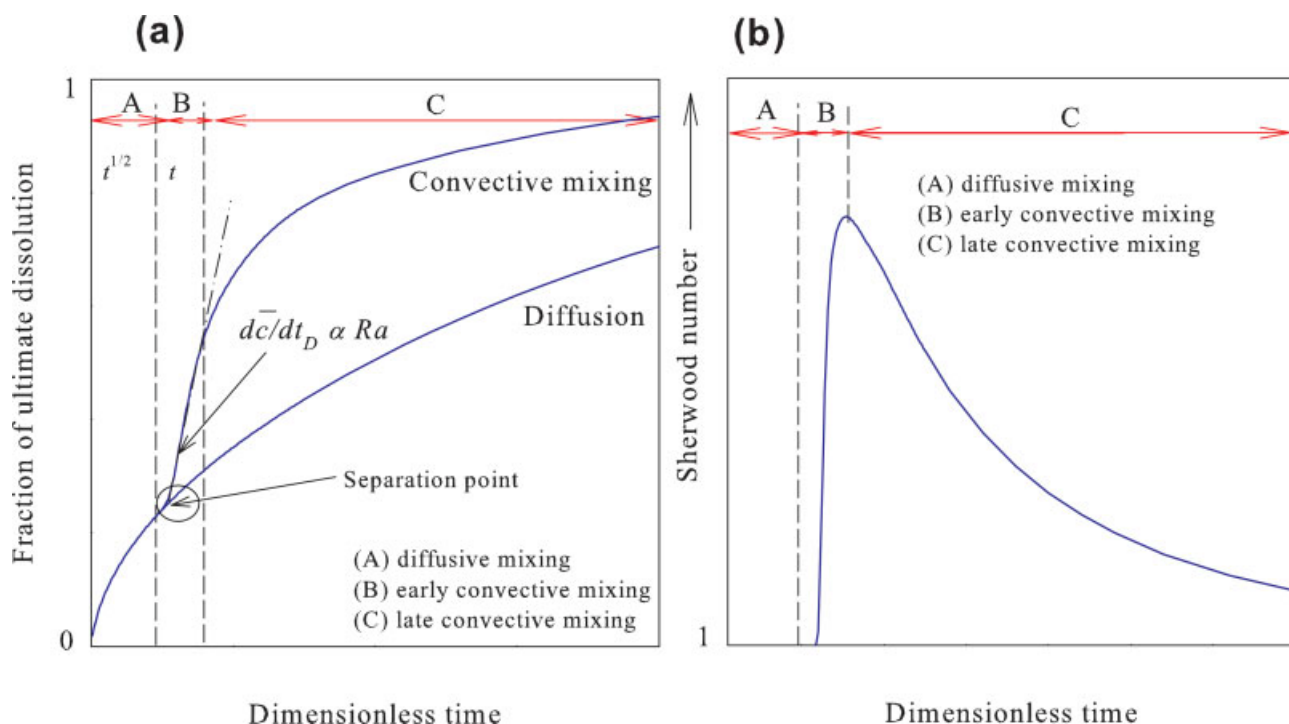 (a)
1
A
B
C
t^{1/2}
t
Convective mixing
Diffusion
d\overline{c}/dt_D α Ra
Separation point
(A) diffusive mixing
(B) early convective mixing
(C) late convective mixing
0
Fraction of ultimate dissolution
Dimensionless time
(b)
A
B
C
(A) diffusive mixing
(B) early convective mixing
(C) late convective mixing
Sherwood number
1
Dimensionless time